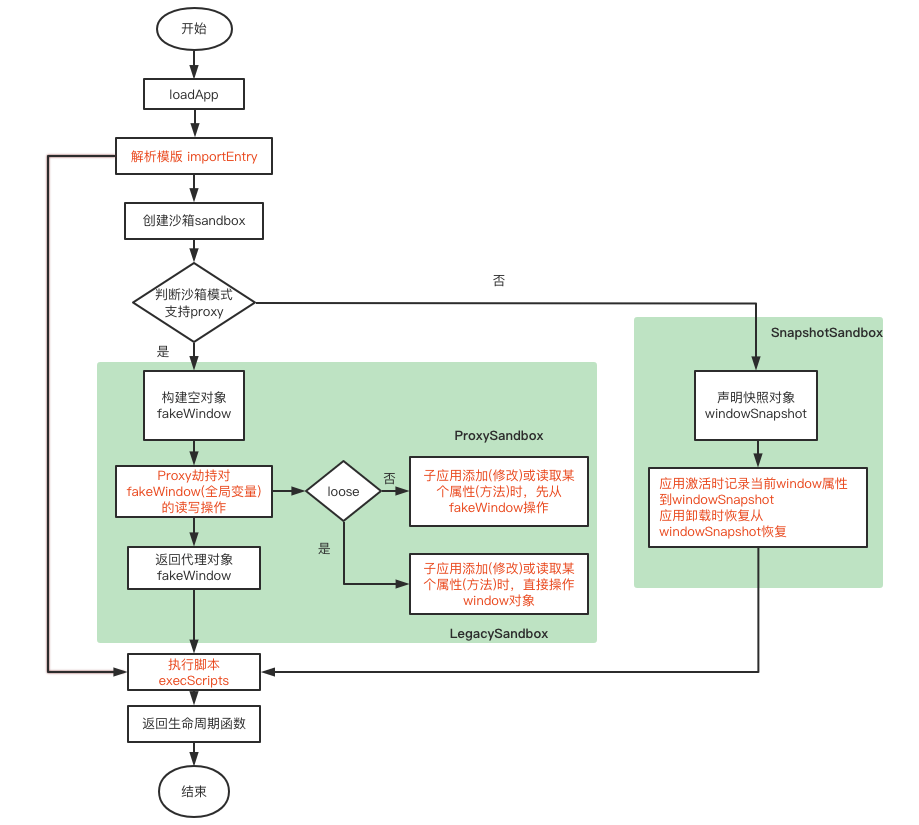 开始
loadApp
解析模版 importEntry
创建沙箱sandbox
判断沙箱模式
支持proxy
否
是
SnapshotSandbox
构建空对象
fakeWindow
声明快照对象
windowSnapshot
ProxySandbox
Proxy劫持对
fakeWindow(全局变量)
的读写操作
loose
否
子应用添加(修改)或读取某
个属性(方法)时，先从
fakeWindow操作
应用激活时记录当前window属性
到windowSnapshot
应用卸载时恢复从
windowSnapshot恢复
是
返回代理对象
fakeWindow
子应用添加(修改)或读取某
个属性(方法)时，直接操作
window对象
LegacySandbox
执行脚本
execScripts
返回生命周期函数
结束